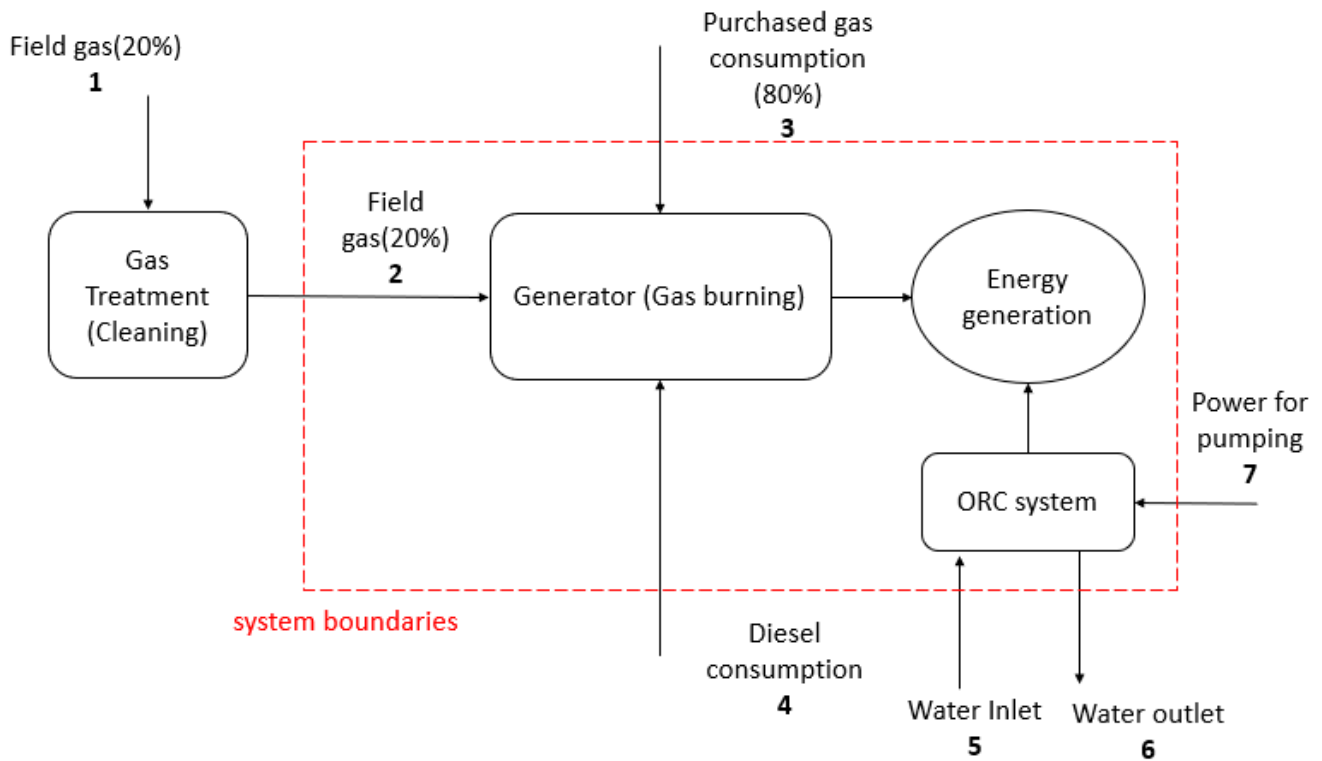 Field gas(20%)
1
Purchased gas
consumption
(80%)
3
Gas
Treatment
(Cleaning)
Field
gas(20%)
2
Generator (Gas burning)
Energy
generation
Power for
pumping
7
ORC system
system boundaries
Diesel
consumption
4
Water Inlet
5
Water outlet
6